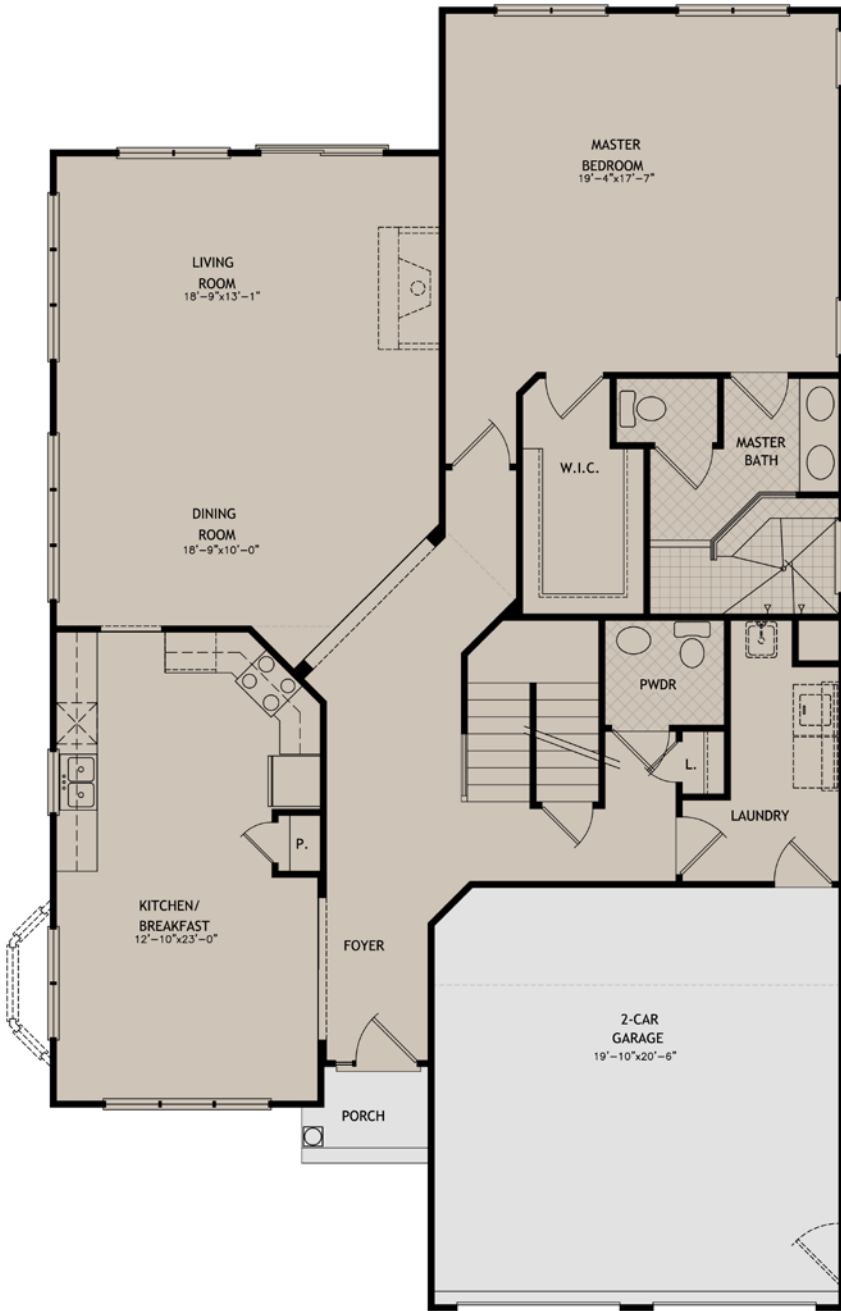 MASTER
BEDROOM
19'-4"x17'-7"
LIVING
ROOM
18'-9"x13'-1"
MASTER
BATH
W.I.C.
DINING
ROOM
18'-9"x10'-0"
PWDR
L.
LAUNDRY
P.
KITCHEN/
BREAKFAST
12'-10"x23'-0"
FOYER
2-CAR
GARAGE
19'-10"x20'-6"
PORCH